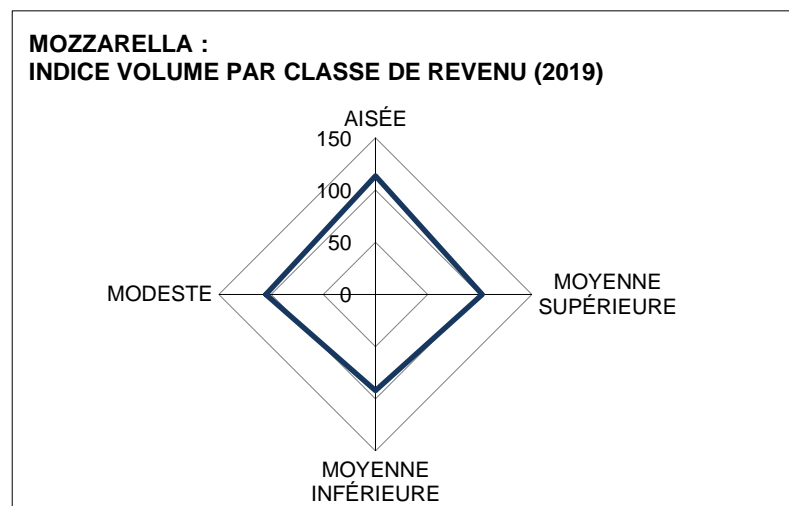 MOZZARELLA :
INDICE VOLUME PAR CLASSE DE REVENU (2019)
AISÉE
150
100
50
0
MODESTE
MOYENNE
SUPÉRIEURE
MOYENNE
INFÉRIEURE